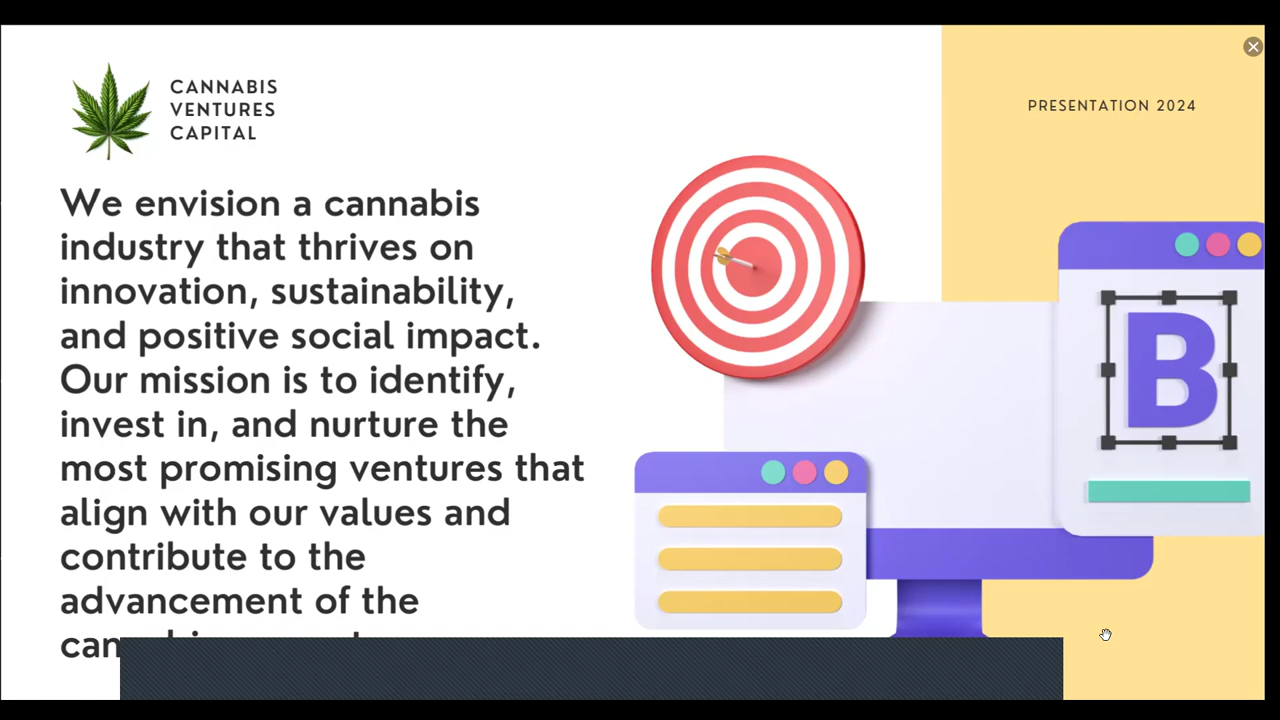 CANNABIS
VENTURES
CAPITAL
PRESENTATION 2024
We envision a cannabis
industry that thrives on
innovation, sustainability,
and positive social impact.
Our mission is to identify,
invest in, and nurture the
most promising ventures that
align with our values and
contribute to the
advancement of the
B